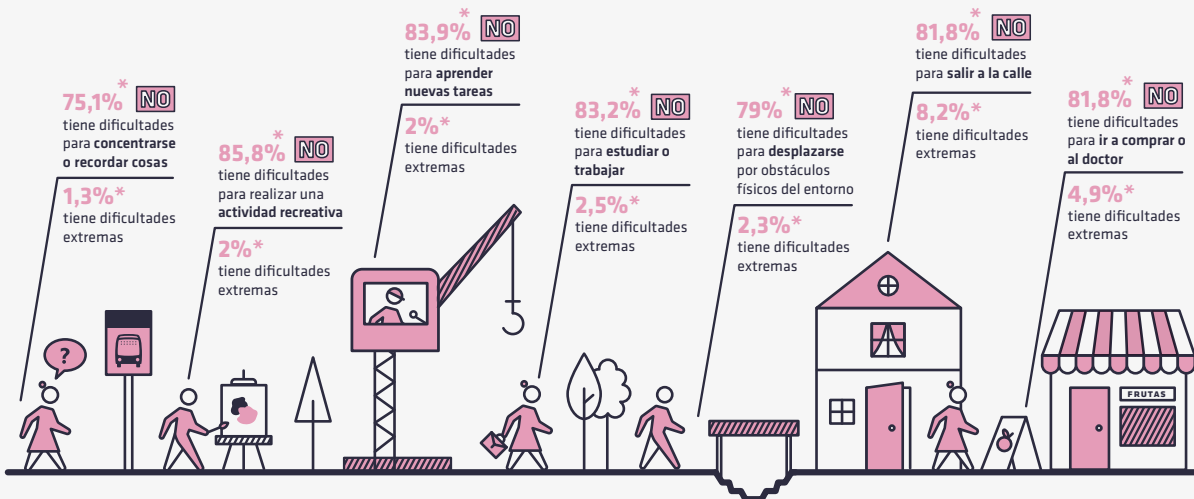 75,1%* NO
tiene dificultades
para concentrarse
o recordar cosas
1,3%*
tiene dificultades
extremas
?
85,8%* NO
tiene dificultades
para realizar una
actividad recreativa
2%*
tiene dificultades
extremas
83,9%* NO
tiene dificultades
para aprender
nuevas tareas
2%*
tiene dificultades
extremas
83,2%* NO
tiene dificultades
para estudiar o
trabajar
2,5%*
tiene dificultades
extremas
79%* NO
tiene dificultades
para desplazarse
por obstáculos
físicos del entorno
2,3%*
tiene dificultades
extremas
81,8%* NO
tiene dificultades
para salir a la calle
8,2%*
tiene dificultades
extremas
81,8%* NO
tiene dificultades
para ir a comprar o
al doctor
4,9%*
tiene dificultades
extremas
FRUTAS